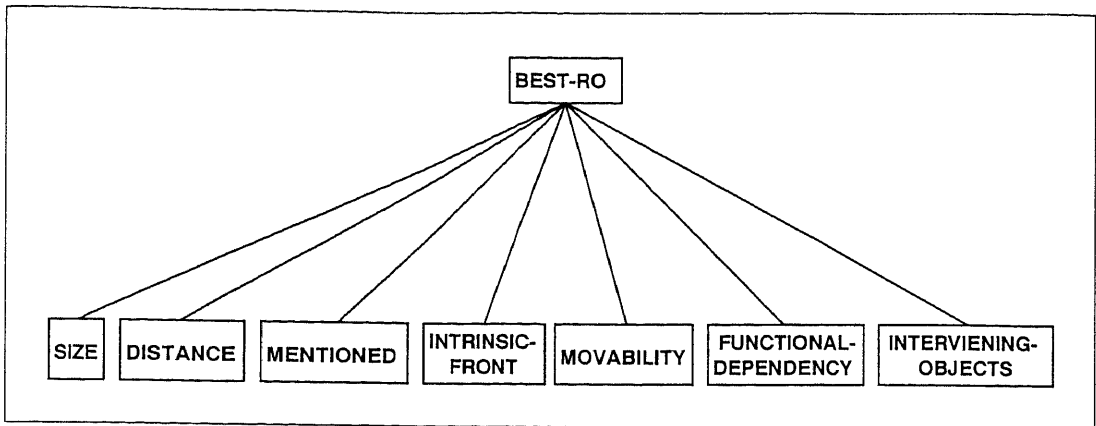 BEST-RO
SIZE
DISTANCE
MENTIONED
INTRINSIC-
FRONT
MOVABILITY
FUNCTIONAL-
DEPENDENCY
INTERVIENING-
OBJECTS